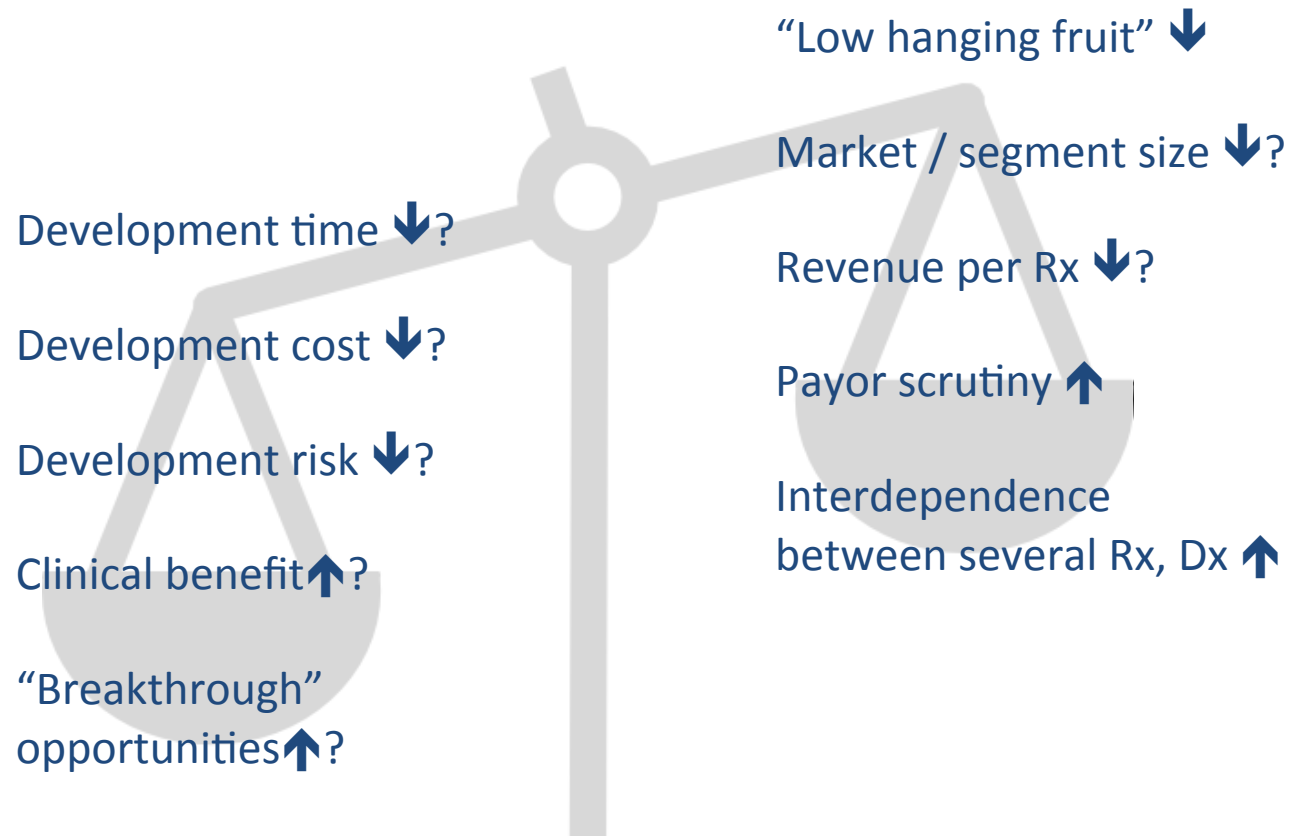 Development time 🡻?
Development cost 🡻?
Development risk 🡻?
Clinical benefit🡹?
“Breakthrough”
opportunities🡹?
“Low hanging fruit” 🡻
Market / segment size 🡻?
Revenue per Rx 🡻?
Payor scrutiny 🡹
Interdependence
between several Rx, Dx 🡹